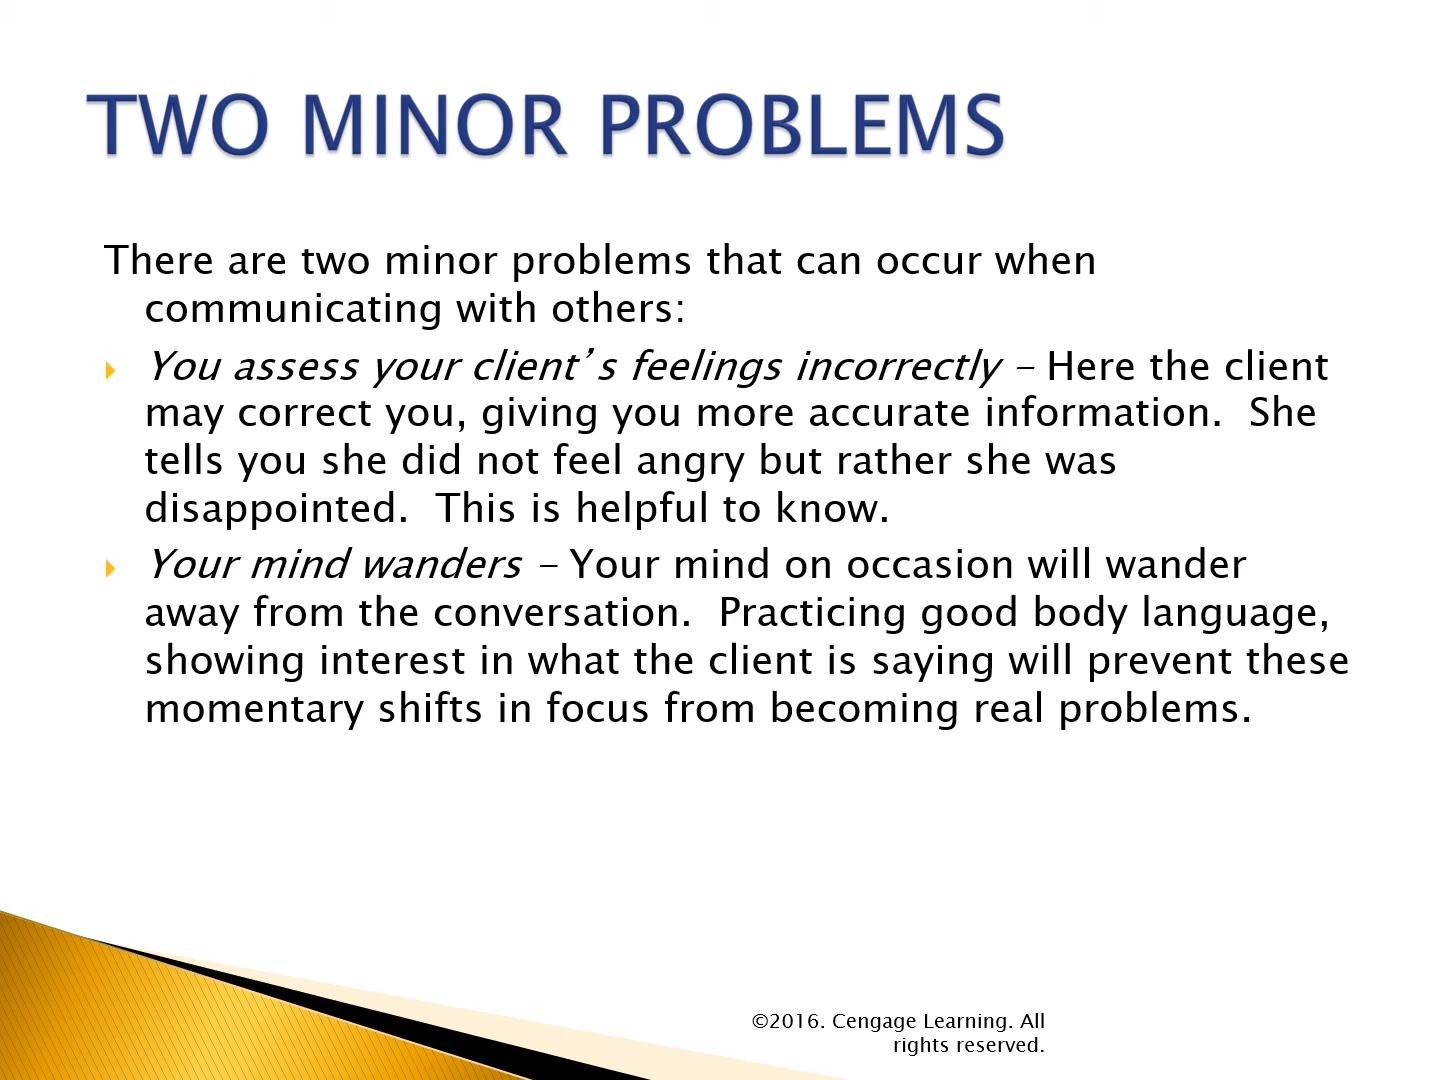 TWO MINOR PROBLEMS
There are two minor problems that can occur when
communicating with others:
You assess your client’s feelings incorrectly – Here the client
may correct you, giving you more accurate information.  She
tells you she did not feel angry but rather she was
disappointed.  This is helpful to know.
Your mind wanders – Your mind on occasion will wander
away from the conversation.  Practicing good body language,
showing interest in what the client is saying will prevent these
momentary shifts in focus from becoming real problems.
©2016. Cengage Learning. All
rights reserved.